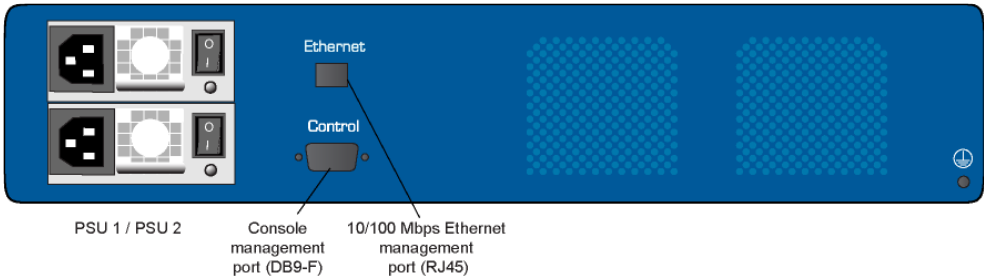 Ethernet
Control
PSU 1 / PSU 2
Console
management
port (DB9-F)
10/100 Mbps Ethernet
management
port (RJ45)